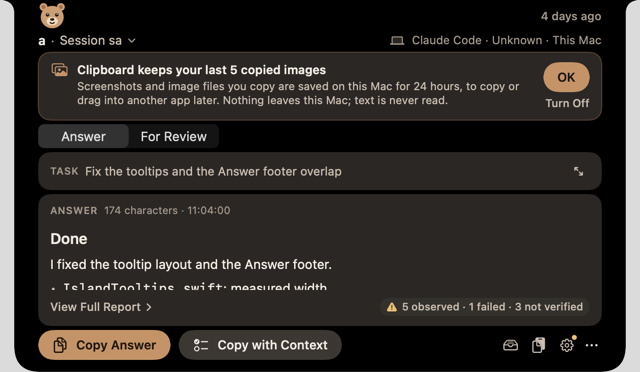 4 days ago
a · Session sa
Claude Code · Unknown · This Mac
Clipboard keeps your last 5 copied images
Screenshots and image files you copy are saved on this Mac for 24 hours, to copy or
drag into another app later. Nothing leaves this Mac; text is never read.
OK
Turn Off
Answer
For Review
TASK Fix the tooltips and the Answer footer overlap
ANSWER 174 characters · 11:04:00
Done
I fixed the tooltip layout and the Answer footer.
- IslandTooltips.swift: measured width
View Full Report >
5 observed · 1 failed · 3 not verified
Copy Answer
Copy with Context